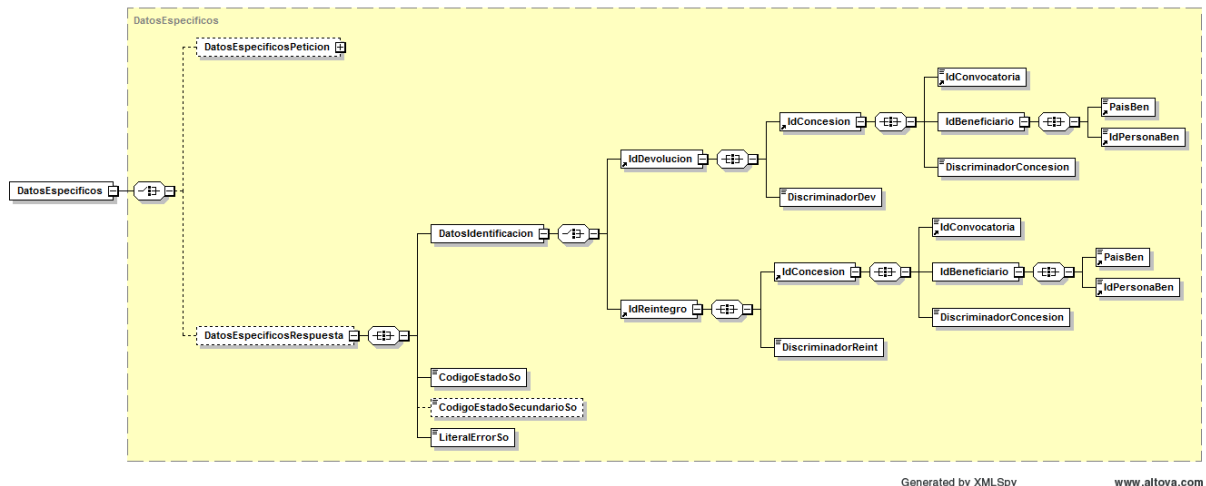 DatosEspecificos
DatosEspecificosPeticion
IdConvocatoria
PaisBen
IdConcesion
IdBeneficiario
IdPersonaBen
IdDevolucion
DiscriminadorConcesion
DatosEspecificos
DiscriminadorDev
IdConvocatoria
DatosIdentificacion
PaisBen
IdConcesion
IdBeneficiario
IdPersonaBen
IdReintegro
DiscriminadorConcesion
DatosEspecificosRespuesta
DiscriminadorReint
CodigoEstadoSo
CodigoEstadoSecundarioSo
LiteralErrorSo
Generated by XMLSpy
www.altova.com